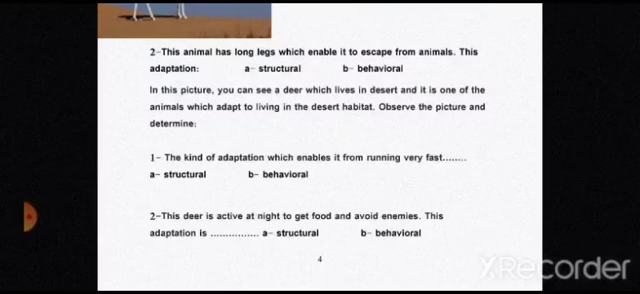 2-This animal has long legs which enable it to escape from animals. This
adaptation: a- structural b- behavioral
In this picture, you can see a deer which lives in desert and it is one of the
animals which adapt to living in the desert habitat. Observe the picture and
determine:
1- The kind of adaptation which enables it from running very fast........
a- structural b- behavioral
2-This deer is active at night to get food and avoid enemies. This
adaptation is ................ a- structural b- behavioral
4
XRecorder